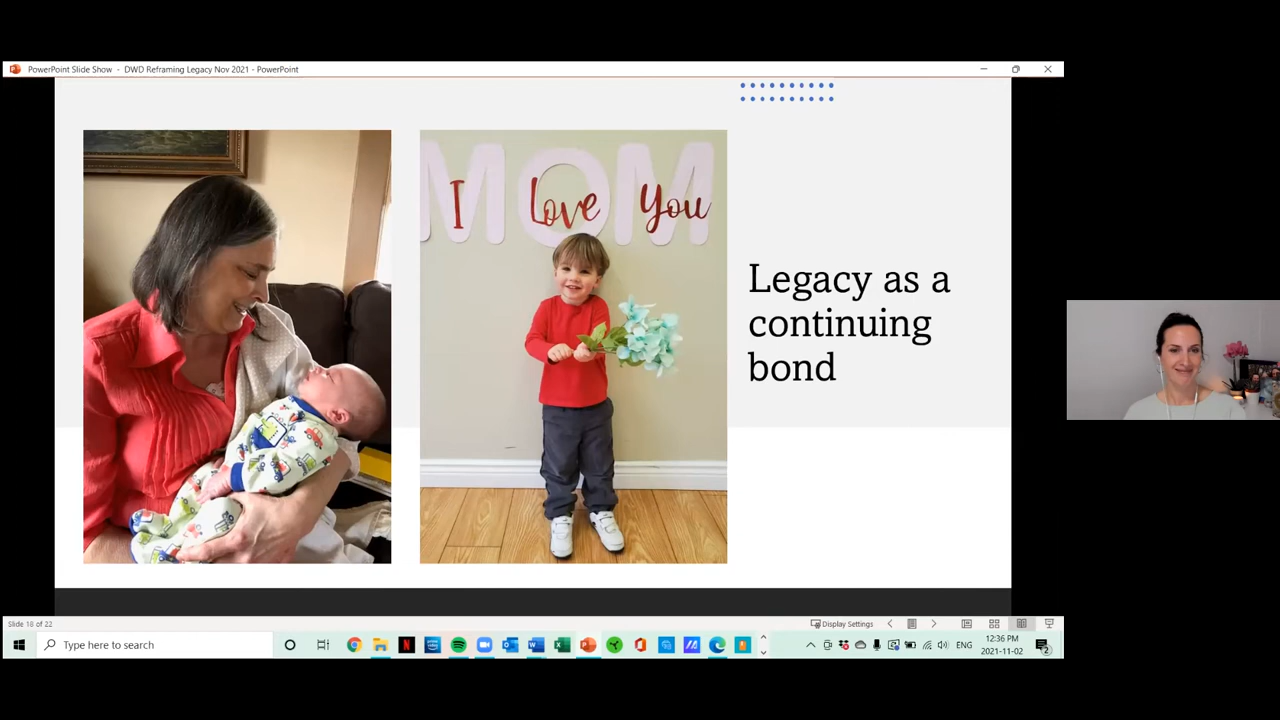 PowerPoint Slide Show - DWD Reframing Legacy Nov 2021 - PowerPoint
MOM
I Love You
Legacy as a
continuing
bond
Slide 18 of 22
Display Settings
Type here to search
ENG
12:36 PM
2021-11-02
2